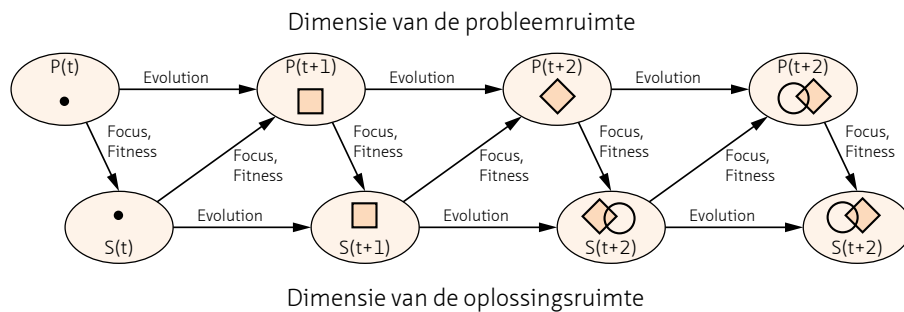 Dimensie van de probleemruimte
P(t)
Evolution
P(t+1)
Evolution
P(t+2)
Evolution
P(t+2)
Focus,
Fitness
Focus,
Fitness
Focus,
Fitness
Focus,
Fitness
Focus,
Fitness
Focus,
Fitness
Focus,
Fitness
S(t)
Evolution
S(t+1)
Evolution
S(t+2)
Evolution
S(t+2)
Dimensie van de oplossingsruimte